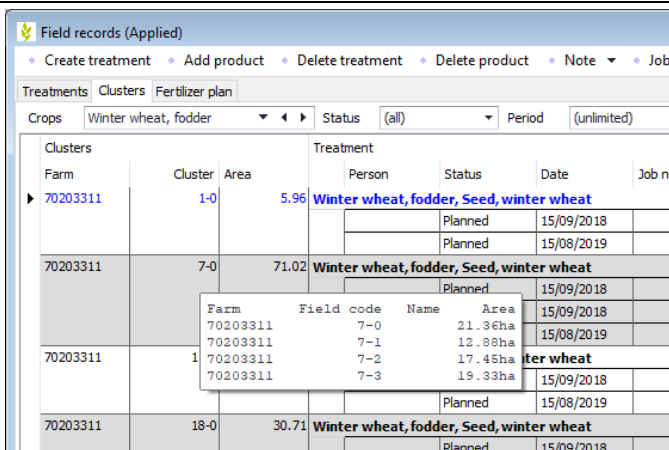 Field records (Applied)
Create treatment Add product Delete treatment Delete product Note Job
Treatments Clusters Fertilizer plan
Crops Winter wheat, fodder Status (all) Period (unlimited)
Clusters Treatment
Farm Cluster Area Person Status Date Job n
70203311 1-0 5.96 Winter wheat, fodder, Seed, winter wheat
Planned 15/09/2018
Planned 15/08/2019
70203311 7-0 71.02 Winter wheat, fodder, Seed, winter wheat
Planned 15/09/2018
Farm Field code Name Area
15/09/2018
70203311 7-0 21.36ha
70203311 7-1 12.88ha
15/08/2019
70203311 1 70203311 7-2 17.45ha ter wheat
70203311 7-3 19.33ha
15/09/2018
Planned 15/08/2019
70203311 18-0 30.71 Winter wheat, fodder, Seed, winter wheat
Planned 15/09/2018